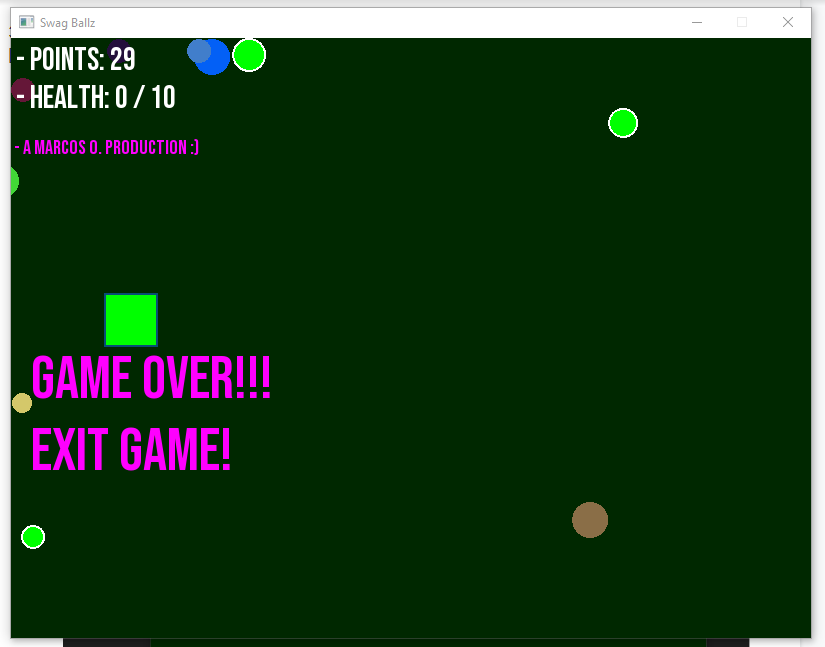 Swag Ballz
- POINTS: 29
- HEALTH: 0 / 10
- A MARCOS O. PRODUCTION :)
GAME OVER!!!
EXIT GAME!